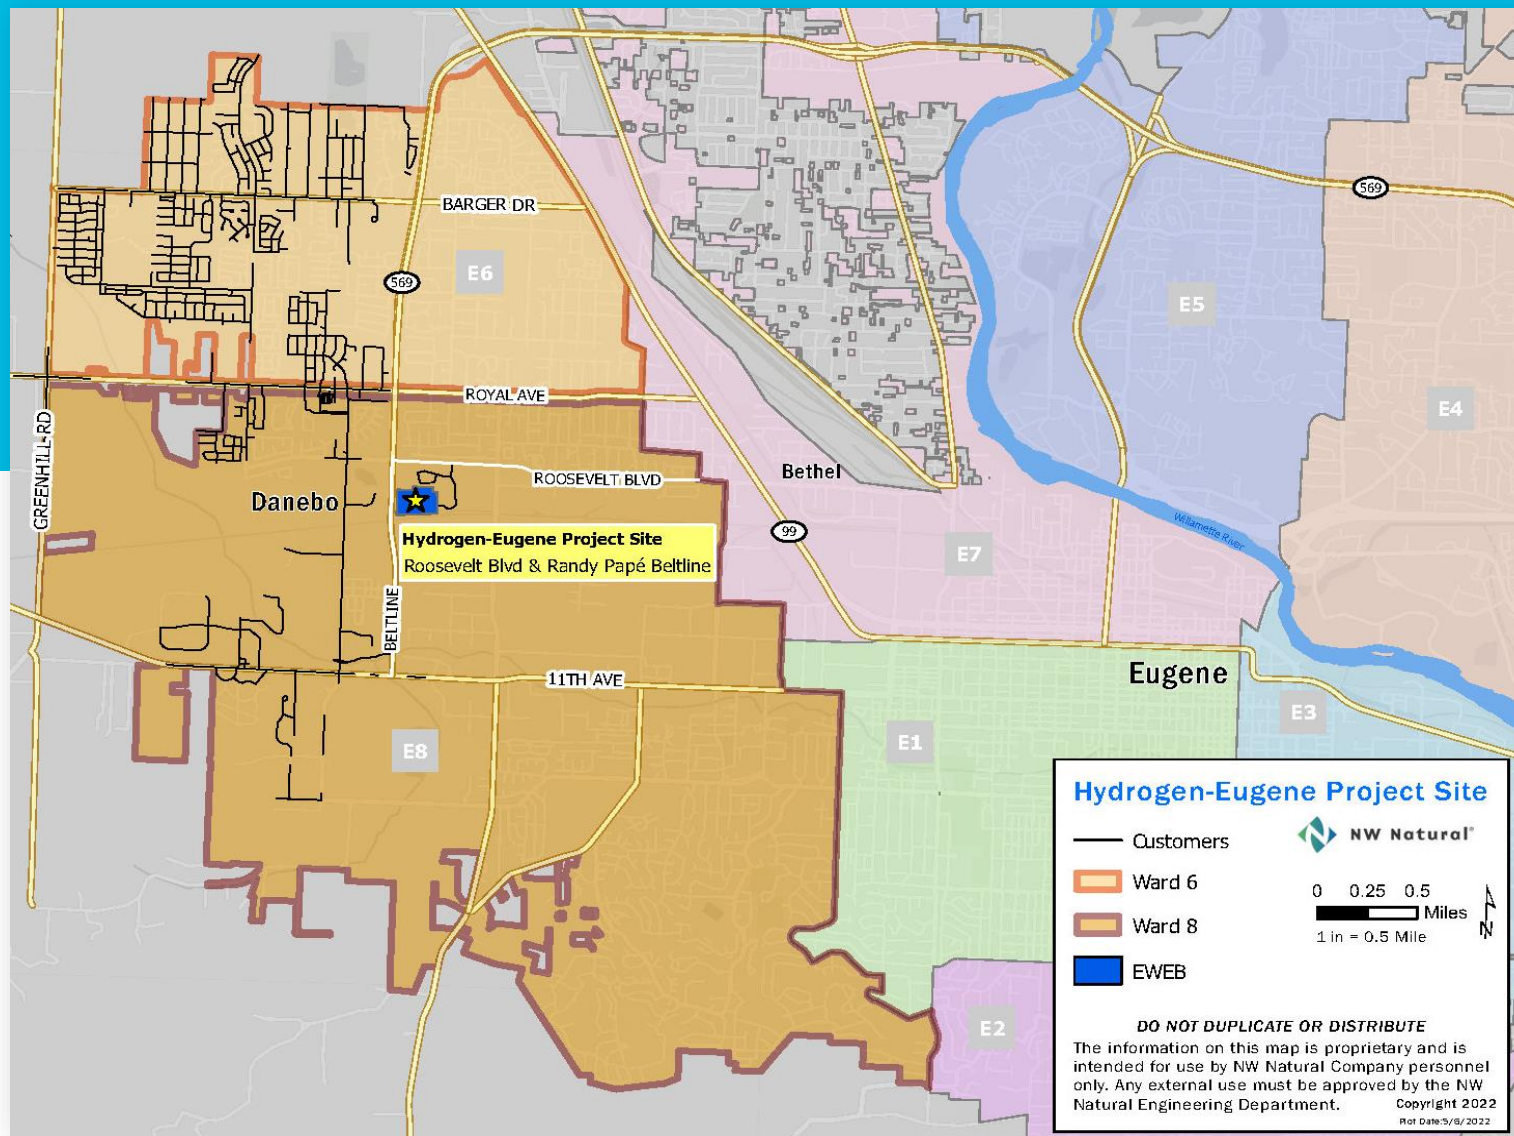 569
BARGER DR
E6
569
E5
ROYAL AVE
E4
GREENHILL RD
Bethel
ROOSEVELT BLVD
Danebo
Willamette River
99
Hydrogen-Eugene Project Site
Roosevelt Blvd & Randy Papé Beltline
E7
BELTLINE
Eugene
11TH AVE
E3
E1
E8
E2
Hydrogen-Eugene Project Site
Customers
NW Natural®
Ward 6
0 0.25 0.5
Miles
Ward 8
1 in = 0.5 Mile
N
EWEB
DO NOT DUPLICATE OR DISTRIBUTE
The information on this map is proprietary and is
intended for use by NW Natural Company personnel
only. Any external use must be approved by the NW
Natural Engineering Department.
Copyright 2022
Plot Date:5/6/2022